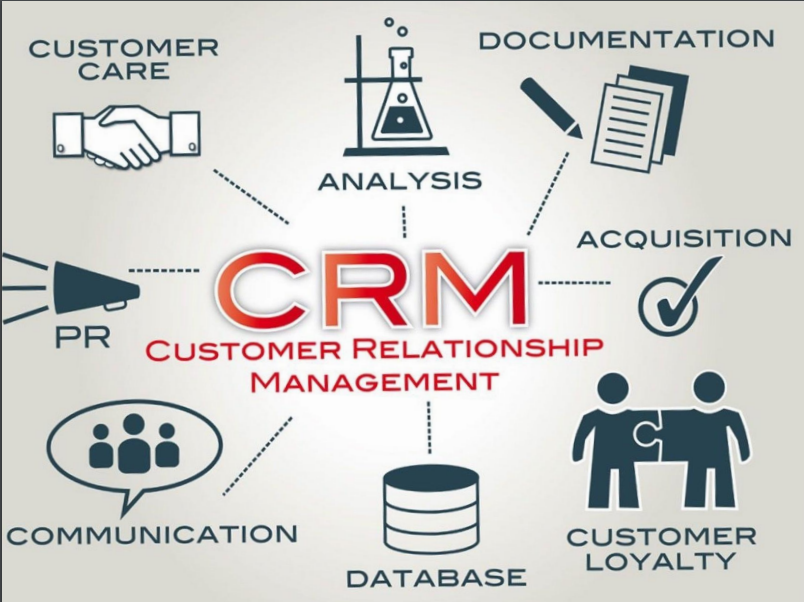 CUSTOMER
CARE
ANALYSIS
DOCUMENTATION
ACQUISITION
PR
CRM
CUSTOMER RELATIONSHIP
MANAGEMENT
COMMUNICATION
DATABASE
CUSTOMER
LOYALTY